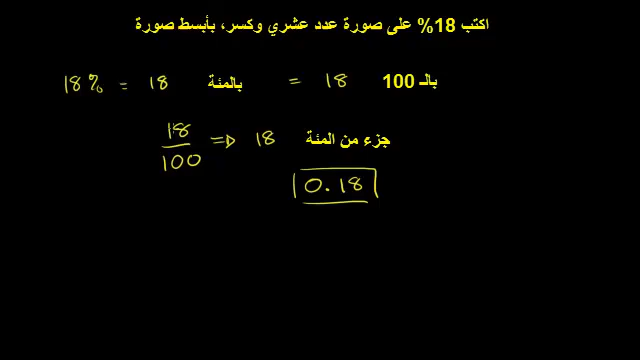 اكتب 18% على صورة عدد عشري وكسر، بأبسط صورة
18% = 18 بالمئة = 18 بالـ 100
18/100 => 18 جزء من المئة
0.18